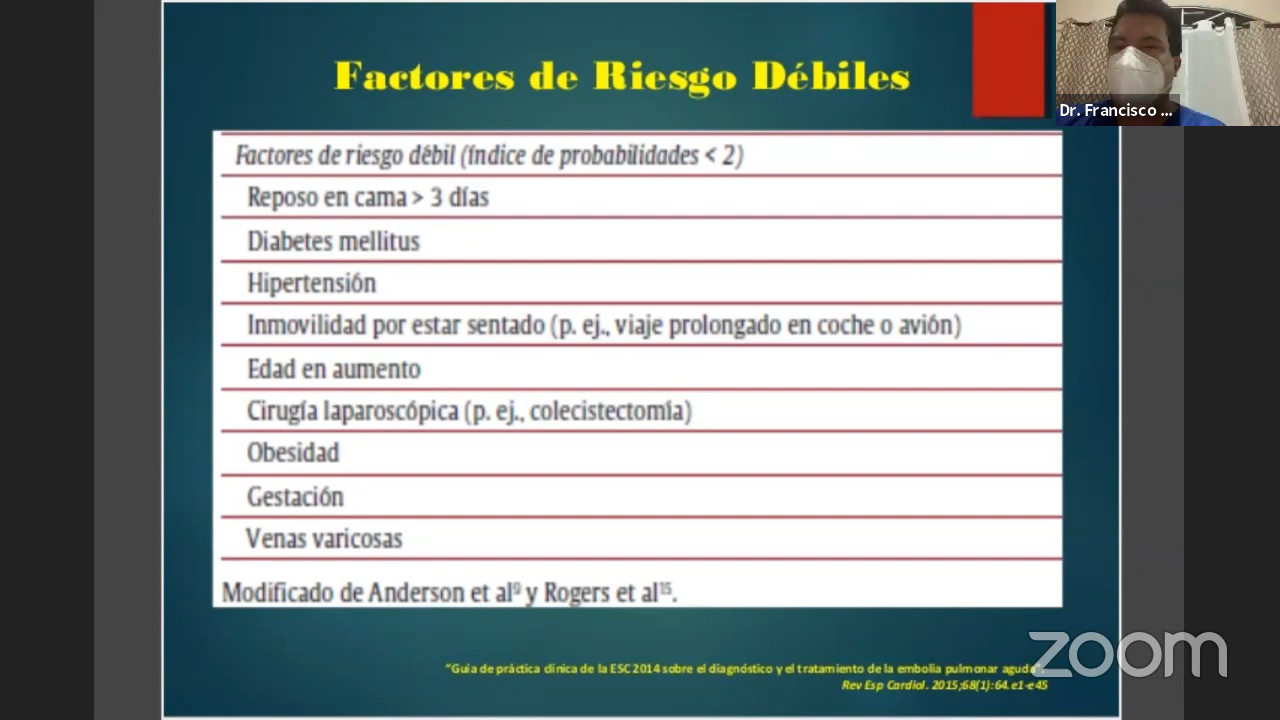 Factores de Riesgo Débiles
Dr. Francisco ...
Factores de riesgo débil (índice de probabilidades < 2)
Reposo en cama > 3 días
Diabetes mellitus
Hipertensión
Inmovilidad por estar sentado (p. ej., viaje prolongado en coche o avión)
Edad en aumento
Cirugía laparoscópica (p. ej., colecistectomía)
Obesidad
Gestación
Venas varicosas
Modificado de Anderson et al⁹ y Rogers et al¹⁵.
zoom
"Guía de práctica clínica de la ESC 2014 sobre el diagnóstico y el tratamiento de la embolia pulmonar aguda".
Rev Esp Cardiol. 2015;68(1):64.e1-e45